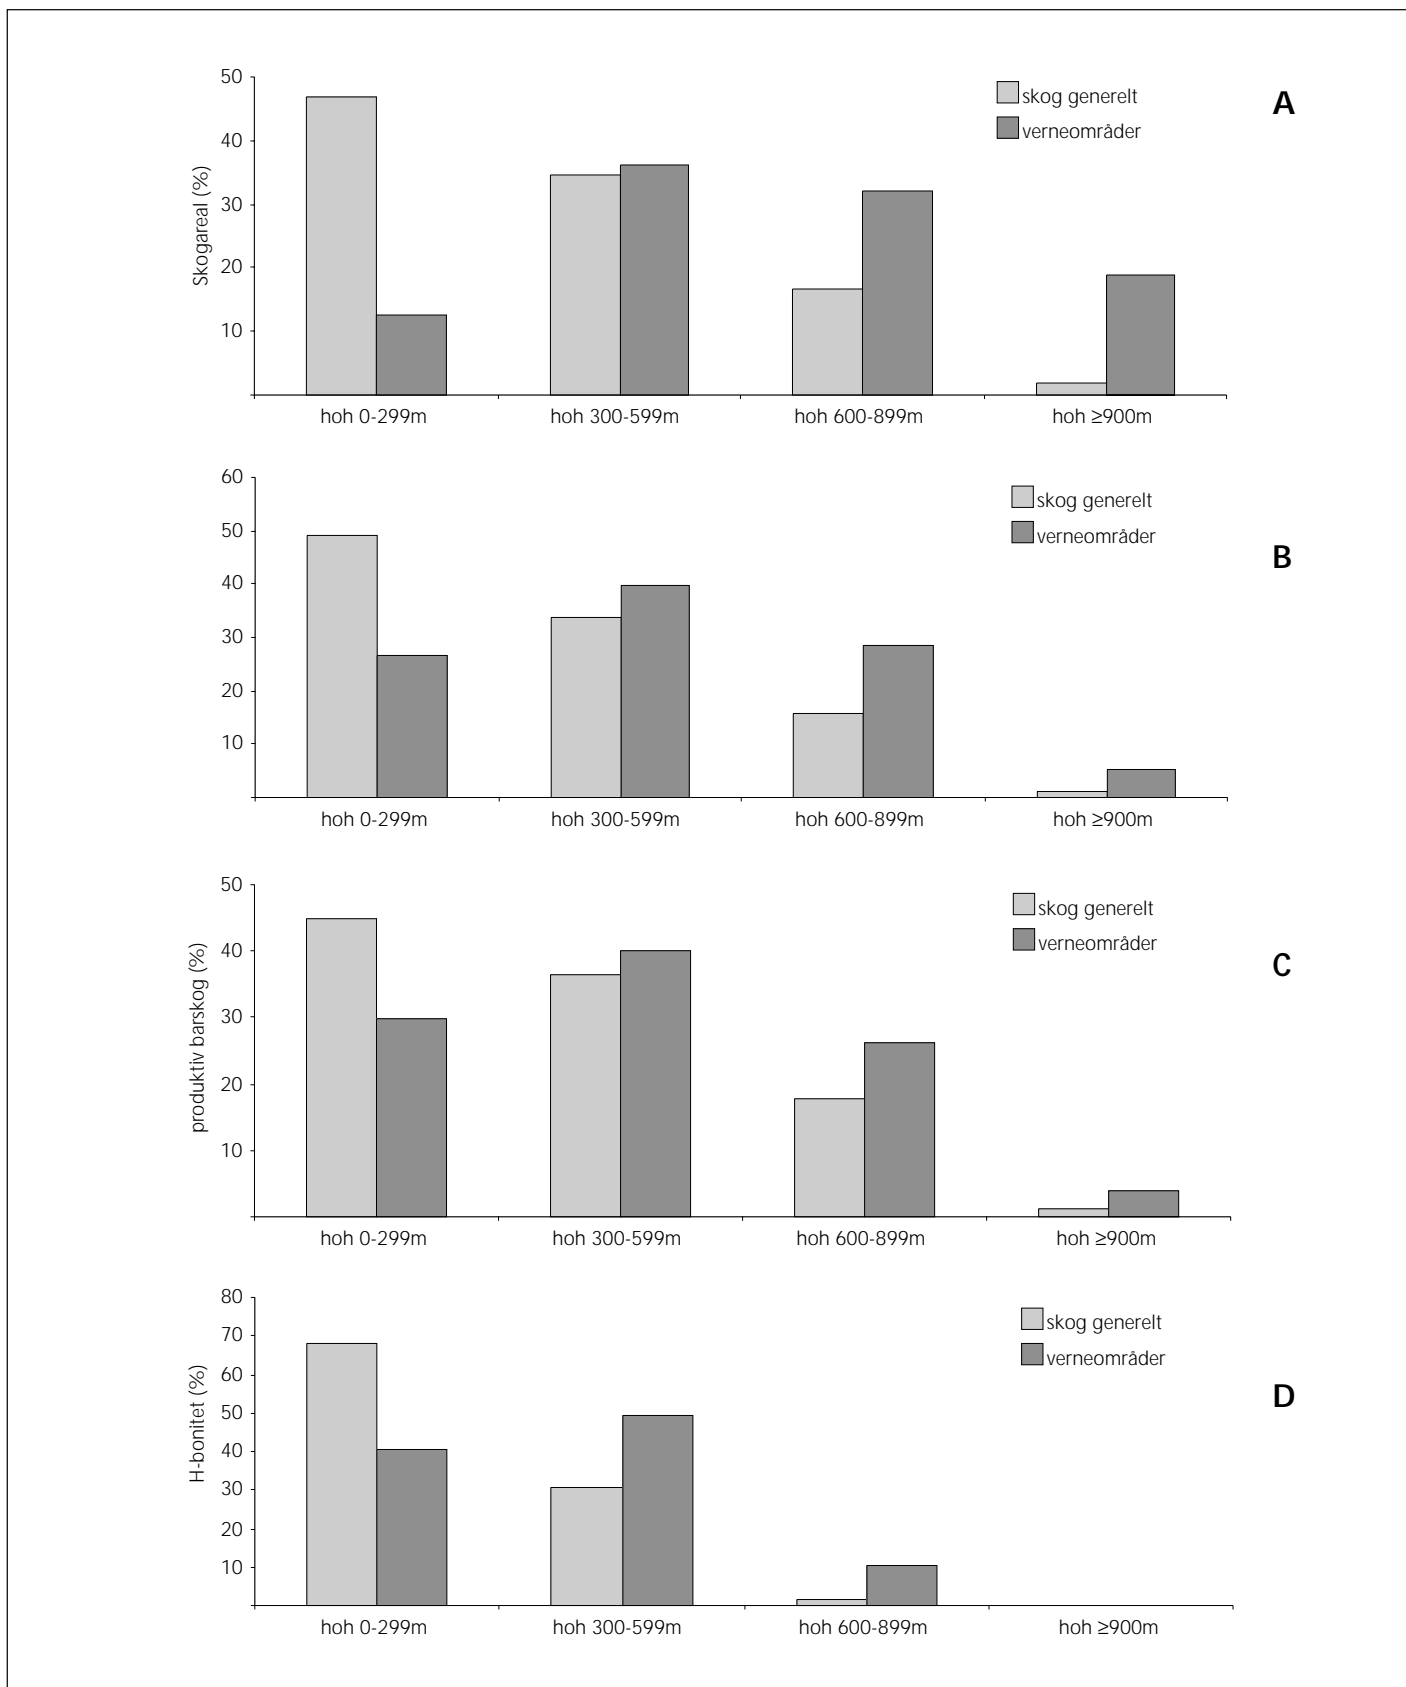 50
skog generelt
A
40
verneområder
30
20
10
Skogareal (%)
hoh 0-299m
hoh 300-599m
hoh 600-899m
hoh ≥900m
60
50
skog generelt
verneområder
B
40
30
20
10
hoh 0-299m
hoh 300-599m
hoh 600-899m
hoh ≥900m
50
skog generelt
verneområder
40
C
30
20
10
produktiv barskog (%)
hoh 0-299m
hoh 300-599m
hoh 600-899m
hoh ≥900m
80
skog generelt
70
verneområder
60
D
50
40
30
20
10
H-bonitet (%)
hoh 0-299m
hoh 300-599m
hoh 600-899m
hoh ≥900m